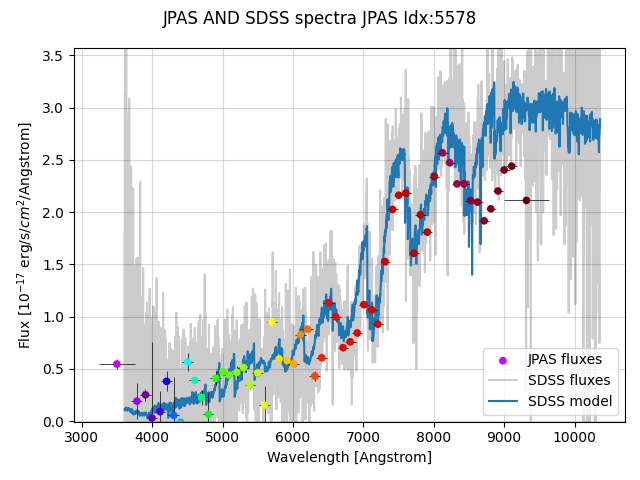 JPAS AND SDSS spectra JPAS Idx:5578
3.5
3.0
2.5
2.0
1.5
1.0
0.5
0.0
Flux [10⁻¹⁷ erg/s/cm²/Angstrom]
JPAS fluxes
SDSS fluxes
SDSS model
3000 4000 5000 6000 7000 8000 9000 10000
Wavelength [Angstrom]